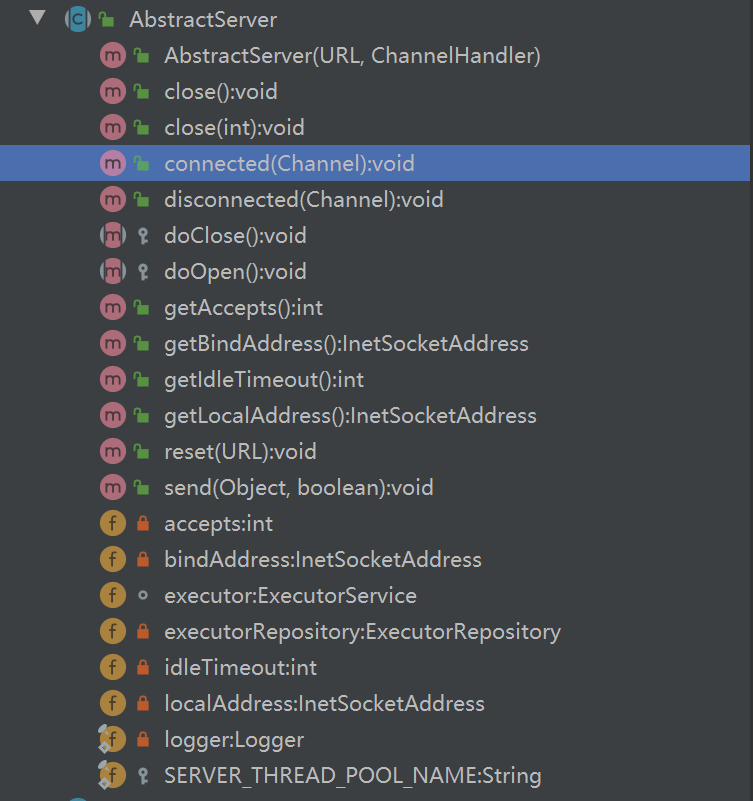 AbstractServer
AbstractServer(URL, ChannelHandler)
close():void
close(int):void
connected(Channel):void
disconnected(Channel):void
doClose():void
doOpen():void
getAccepts():int
getBindAddress():InetSocketAddress
getIdleTimeout():int
getLocalAddress():InetSocketAddress
reset(URL):void
send(Object, boolean):void
accepts:int
bindAddress:InetSocketAddress
executor:ExecutorService
executorRepository:ExecutorRepository
idleTimeout:int
localAddress:InetSocketAddress
logger:Logger
SERVER_THREAD_POOL_NAME:String